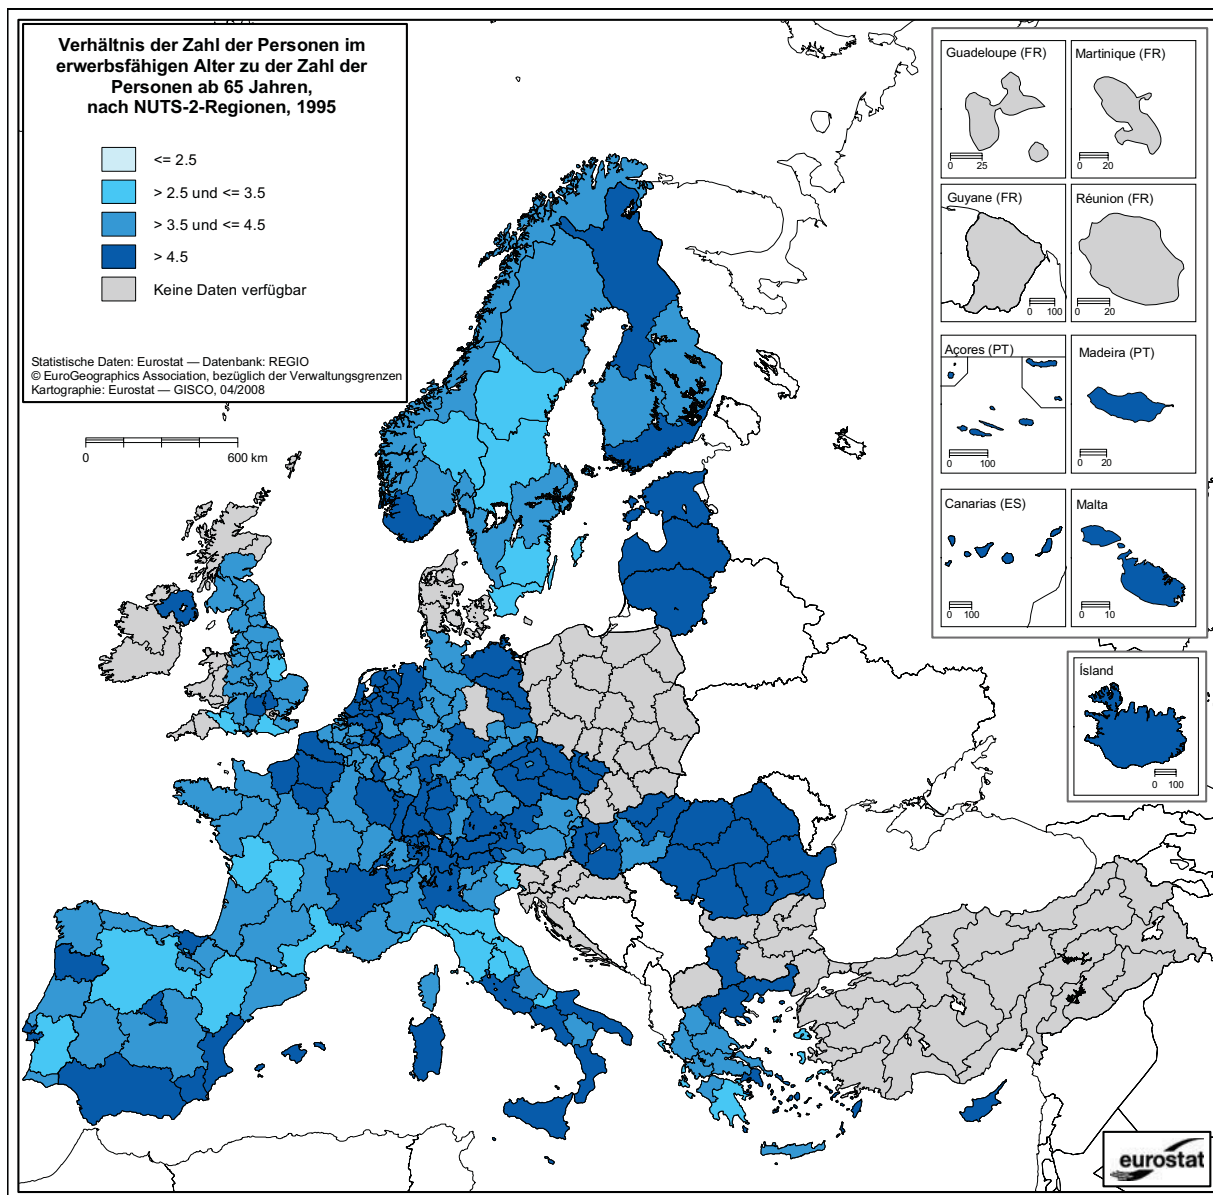 Verhältnis der Zahl der Personen im
erwerbsfähigen Alter zu der Zahl der
Personen ab 65 Jahren,
nach NUTS-2-Regionen, 1995
<= 2.5
> 2.5 und <= 3.5
> 3.5 und <= 4.5
> 4.5
Keine Daten verfügbar
Statistische Daten: Eurostat — Datenbank: REGIO
© EuroGeographics Association, bezüglich der Verwaltungsgrenzen
Kartographie: Eurostat — GISCO, 04/2008
0 600 km
Guadeloupe (FR)
0 25
Martinique (FR)
0 20
Guyane (FR)
0 100
Réunion (FR)
0 20
Açores (PT)
0 100
Madeira (PT)
0 20
Canarias (ES)
0 100
Malta
0 10
Ísland
0 100
eurostat